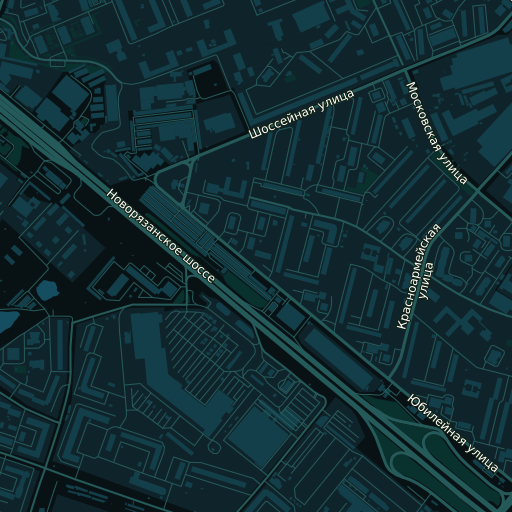 Шоссейная улица
Московская улица
Новорязанское шоссе
Красноармейская
улица
Юбилейная улица